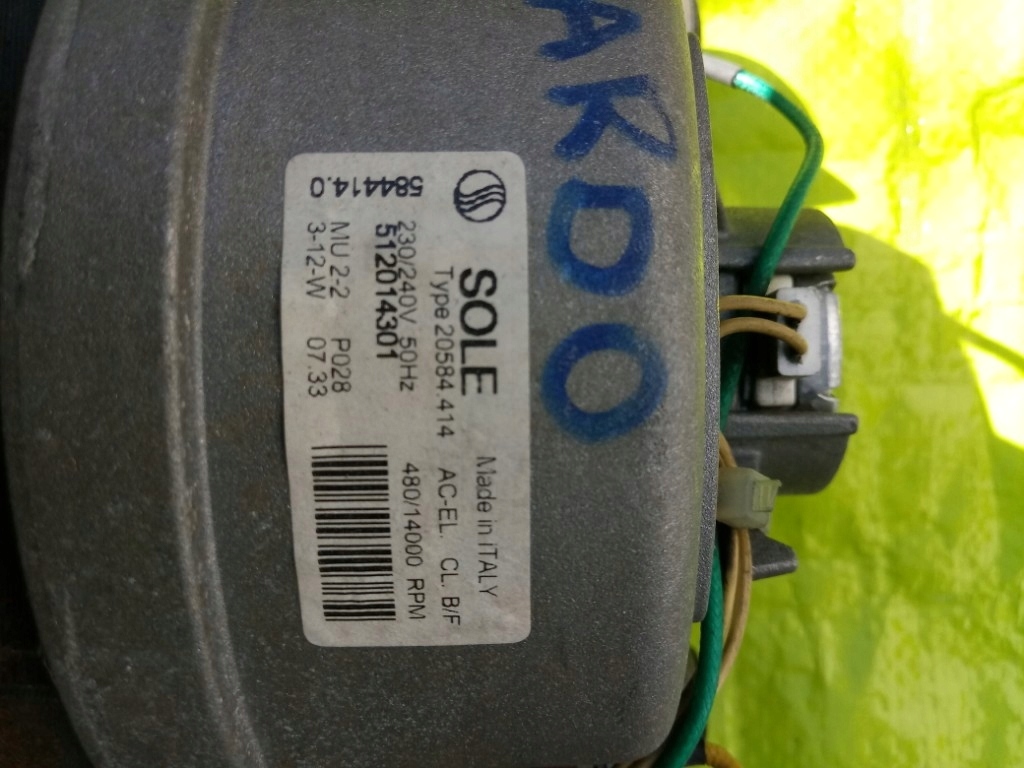 AKDO
SOLE Made in ITALY
Type 20584.414 AC-EL. CL. B/F
230/240V 50Hz 480/14000 RPM
512014301
MU 2-2 P028
3-12-W 07.33
584414.0